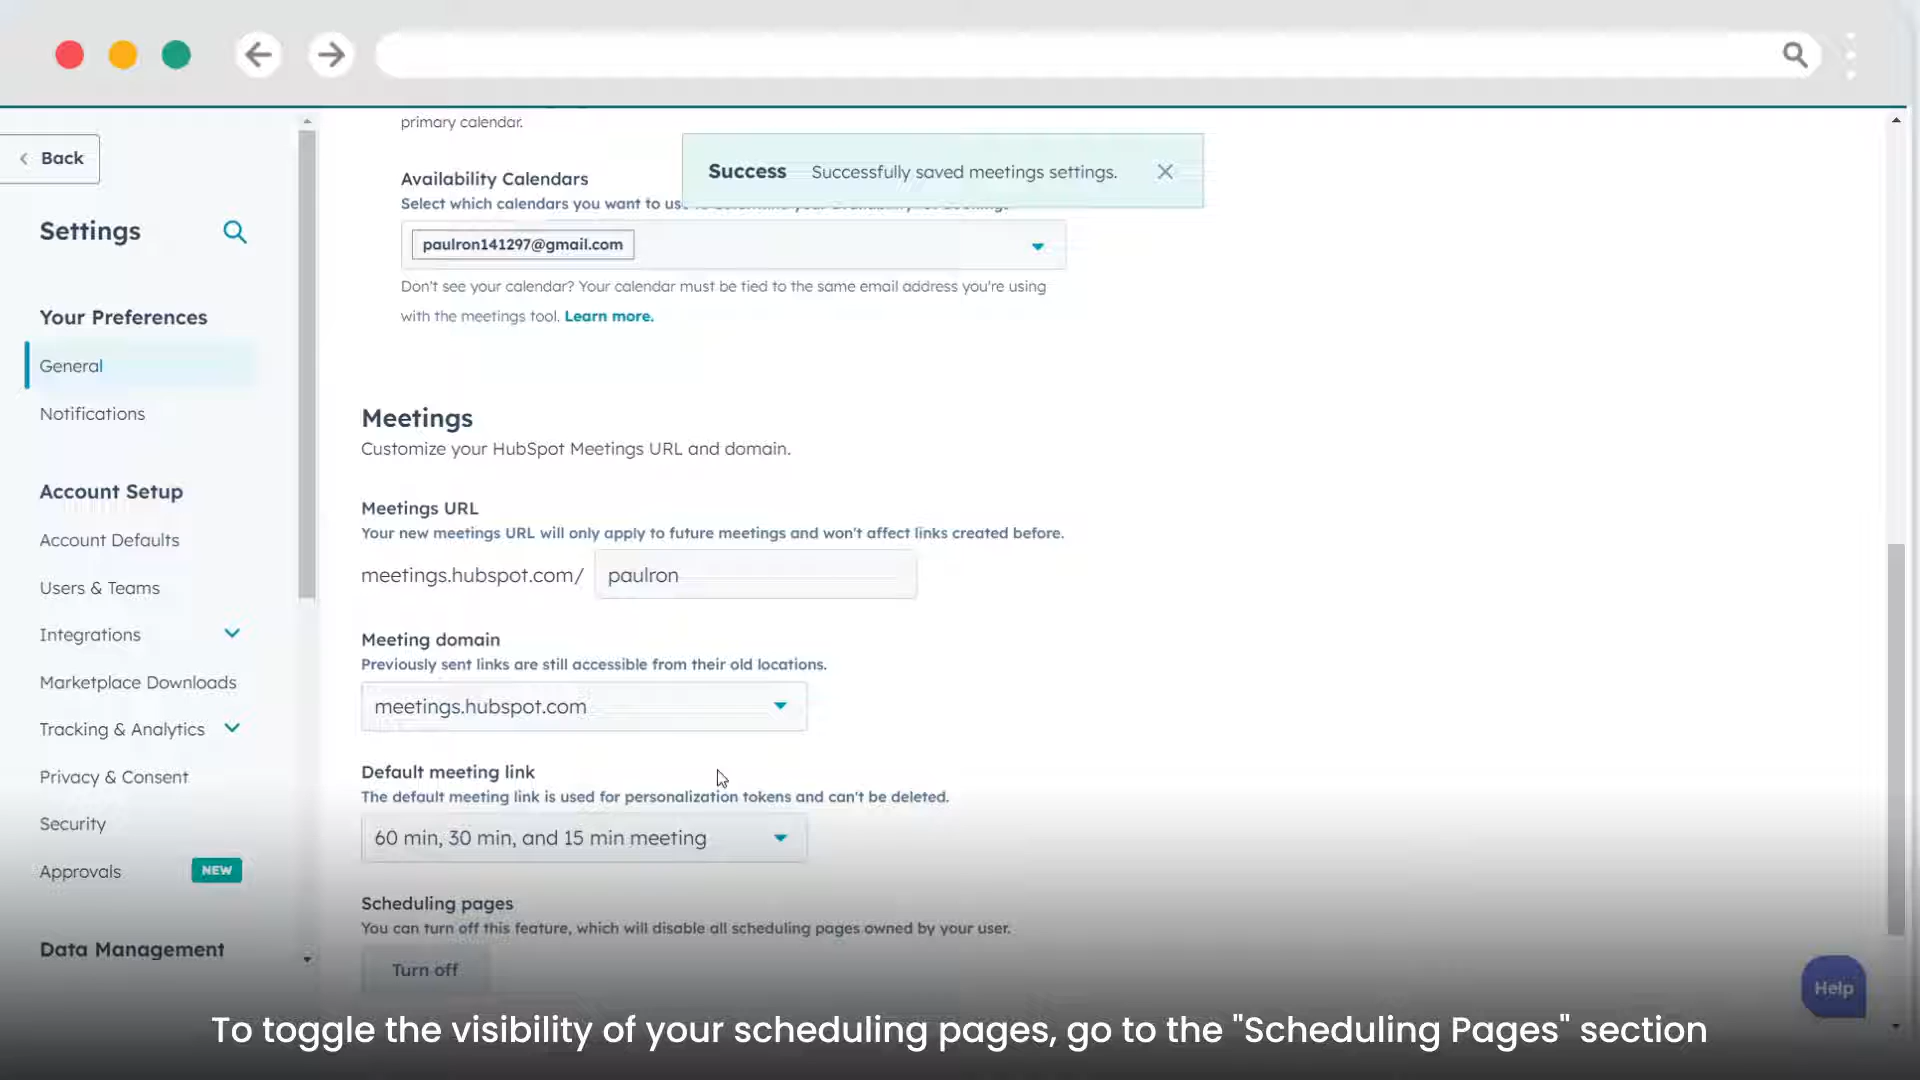 primary calendar.
Back
Success Successfully saved meetings settings.
Availability Calendars
Select which calendars you want to us
paulron141297@gmail.com
Don't see your calendar? Your calendar must be tied to the same email address you're using
with the meetings tool. Learn more.
Settings
Your Preferences
General
Notifications
Account Setup
Account Defaults
Users & Teams
Integrations
Marketplace Downloads
Tracking & Analytics
Privacy & Consent
Security
Approvals NEW
Data Management
Meetings
Customize your HubSpot Meetings URL and domain.
Meetings URL
Your new meetings URL will only apply to future meetings and won't affect links created before.
meetings.hubspot.com/ paulron
Meeting domain
Previously sent links are still accessible from their old locations.
meetings.hubspot.com
Default meeting link
The default meeting link is used for personalization tokens and can't be deleted.
60 min, 30 min, and 15 min meeting
Scheduling pages
You can turn off this feature, which will disable all scheduling pages owned by your user.
Turn off
Help
To toggle the visibility of your scheduling pages, go to the "Scheduling Pages" section